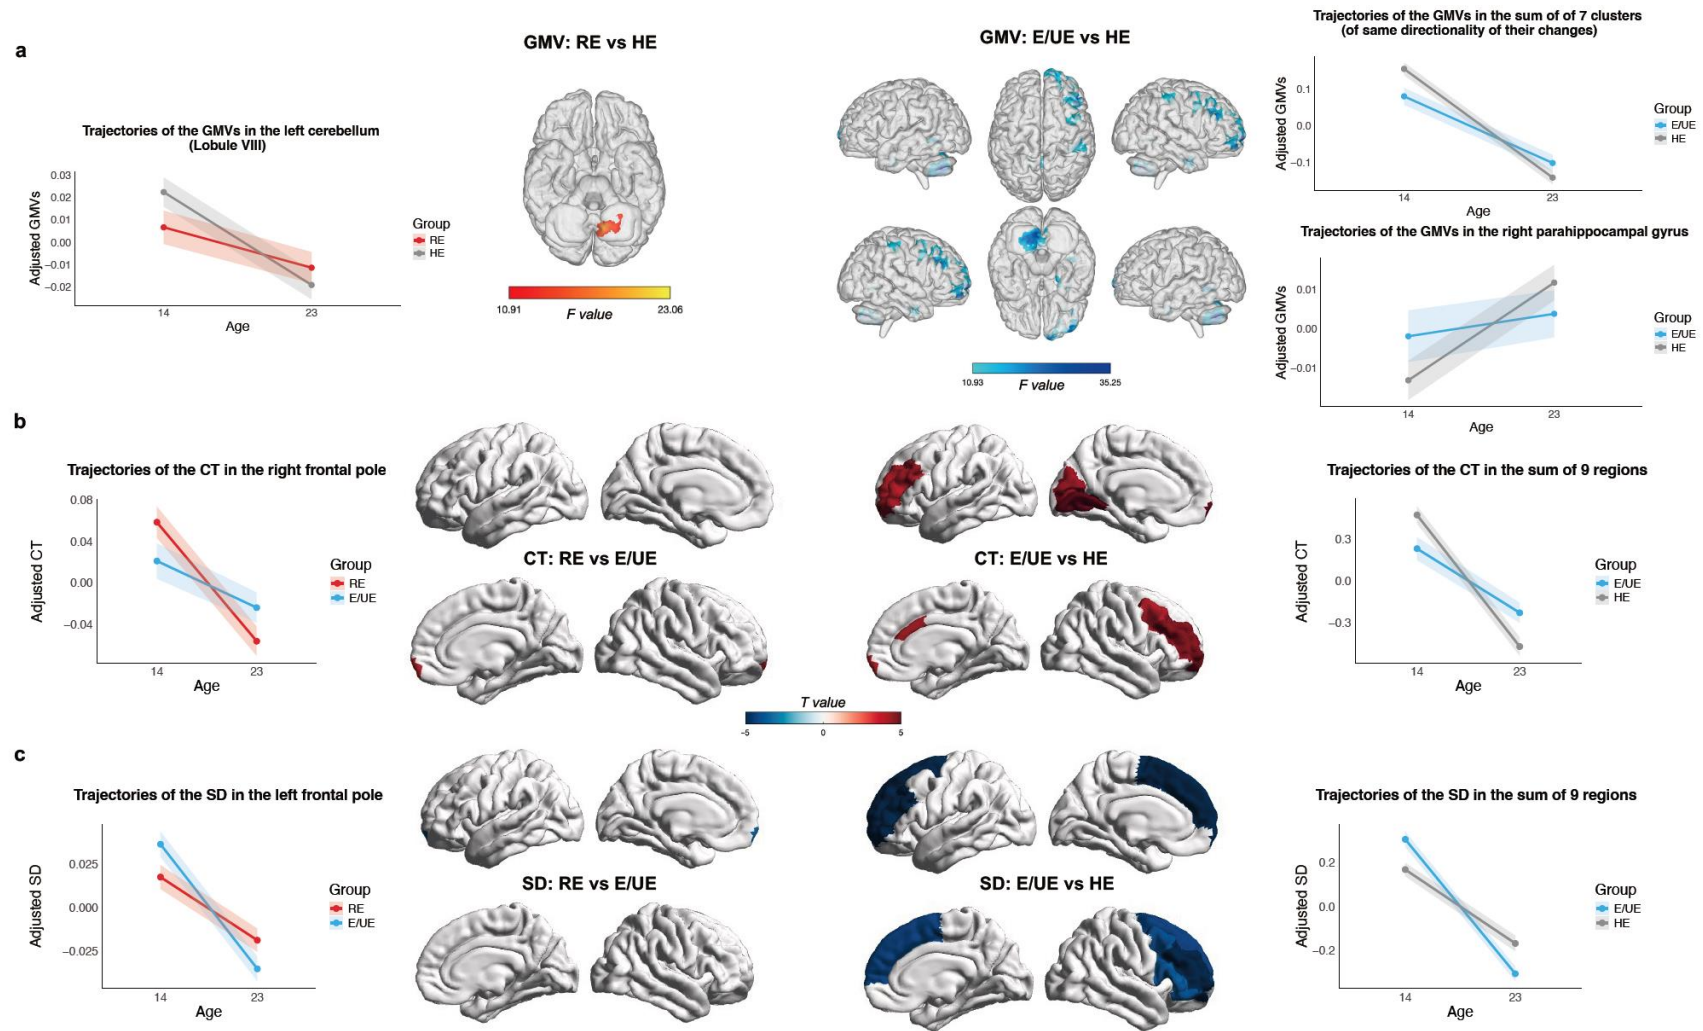 a
Trajectories of the GMVs in the left cerebellum
(Lobule VIII)
Adjusted GMVs
0.03
0.02
0.01
0.00
−0.01
−0.02
14
23
Age
Group
RE
HE
GMV: RE vs HE
10.91
23.06
F value
GMV: E/UE vs HE
10.93
35.25
F value
Trajectories of the GMVs in the sum of of 7 clusters
(of same directionality of their changes)
Adjusted GMVs
0.1
0.0
−0.1
14
23
Age
Group
E/UE
HE
Trajectories of the GMVs in the right parahippocampal gyrus
Adjusted GMVs
0.01
0.00
−0.01
14
23
Age
Group
E/UE
HE
b
Trajectories of the CT in the right frontal pole
Adjusted CT
0.08
0.04
0.00
−0.04
14
23
Age
Group
RE
E/UE
CT: RE vs E/UE
CT: E/UE vs HE
T value
−5
0
5
Trajectories of the CT in the sum of 9 regions
Adjusted CT
0.3
0.0
−0.3
14
23
Age
Group
E/UE
HE
c
Trajectories of the SD in the left frontal pole
Adjusted SD
0.025
0.000
−0.025
14
23
Age
Group
RE
E/UE
SD: RE vs E/UE
SD: E/UE vs HE
Trajectories of the SD in the sum of 9 regions
Adjusted SD
0.2
0.0
−0.2
14
23
Age
Group
E/UE
HE